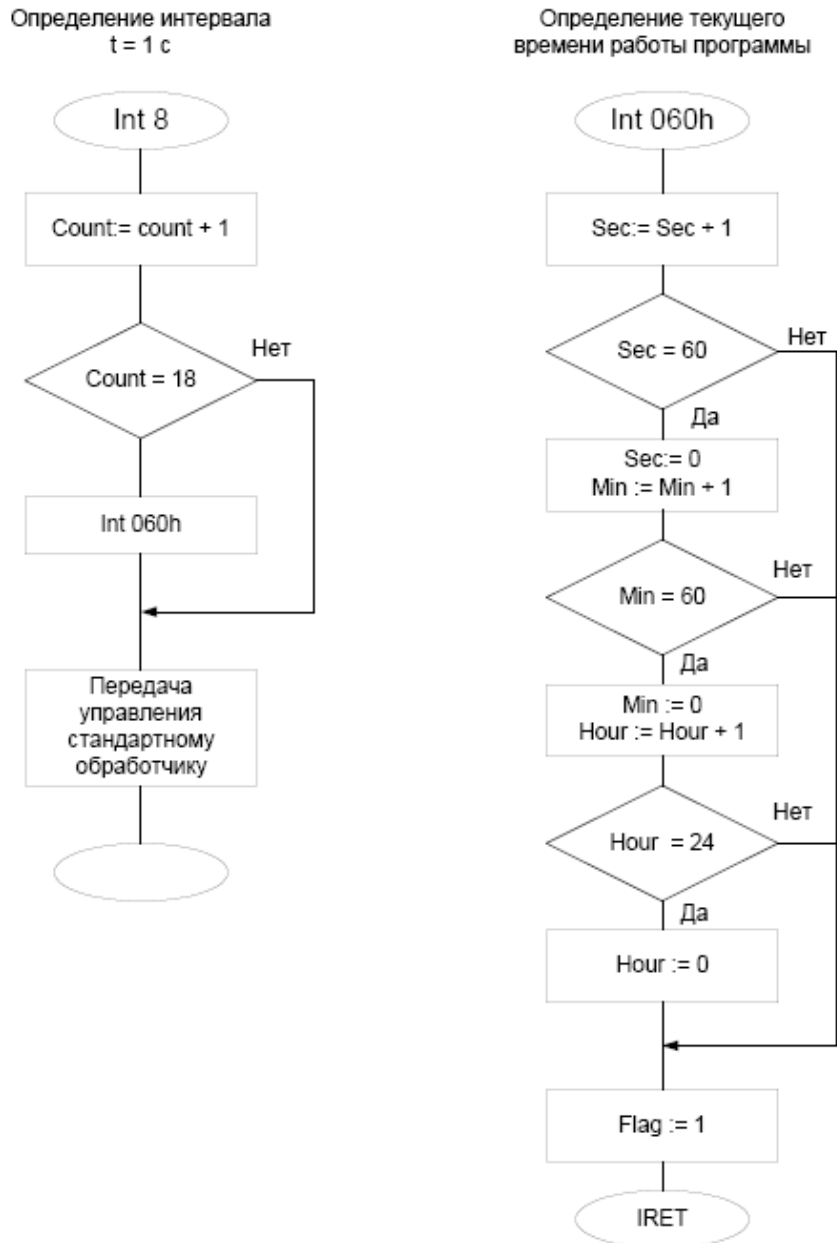 Определение интервала
t = 1 с
Int 8
Count:= count + 1
Count = 18
Нет
Int 060h
Передача
управления
стандартному
обработчику
Определение текущего
времени работы программы
Int 060h
Sec:= Sec + 1
Sec = 60
Нет
Да
Sec:= 0
Min := Min + 1
Min = 60
Нет
Да
Min := 0
Hour := Hour + 1
Hour = 24
Нет
Да
Hour := 0
Flag := 1
IRET